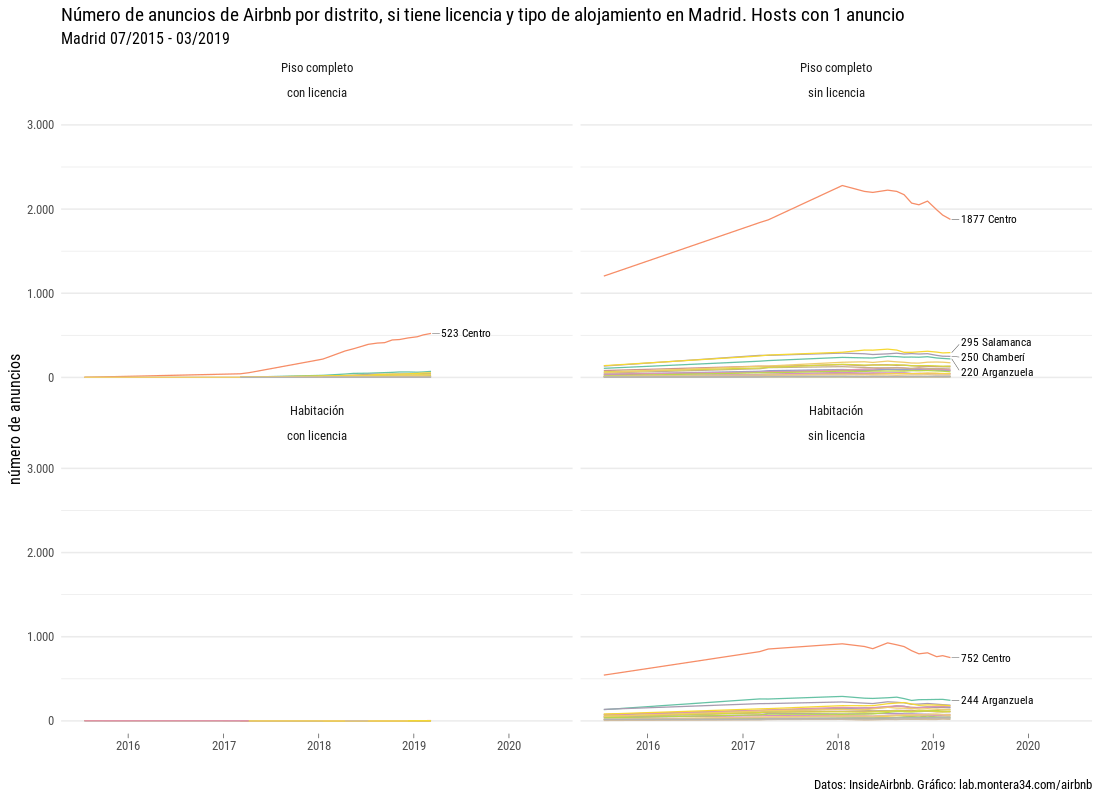 Número de anuncios de Airbnb por distrito, si tiene licencia y tipo de alojamiento en Madrid. Hosts con 1 anuncio
Madrid 07/2015 - 03/2019
Piso completo
con licencia
Piso completo
sin licencia
3.000
2.000
1.000
0
523 Centro
1877 Centro
295 Salamanca
250 Chamberí
220 Arganzuela
número de anuncios
Habitación
con licencia
Habitación
sin licencia
3.000
2.000
1.000
0
752 Centro
244 Arganzuela
2016 2017 2018 2019 2020
2016 2017 2018 2019 2020
Datos: InsideAirbnb. Gráfico: lab.montera34.com/airbnb